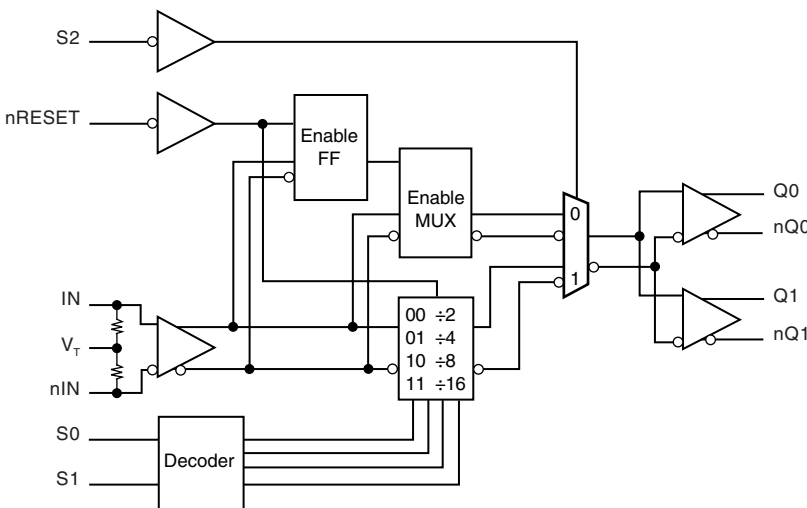 S2
nRESET
Enable
FF
Enable
MUX
0
1
Q0
nQ0
Q1
nQ1
IN
V_T
nIN
00 ÷2
01 ÷4
10 ÷8
11 ÷16
S0
S1
Decoder